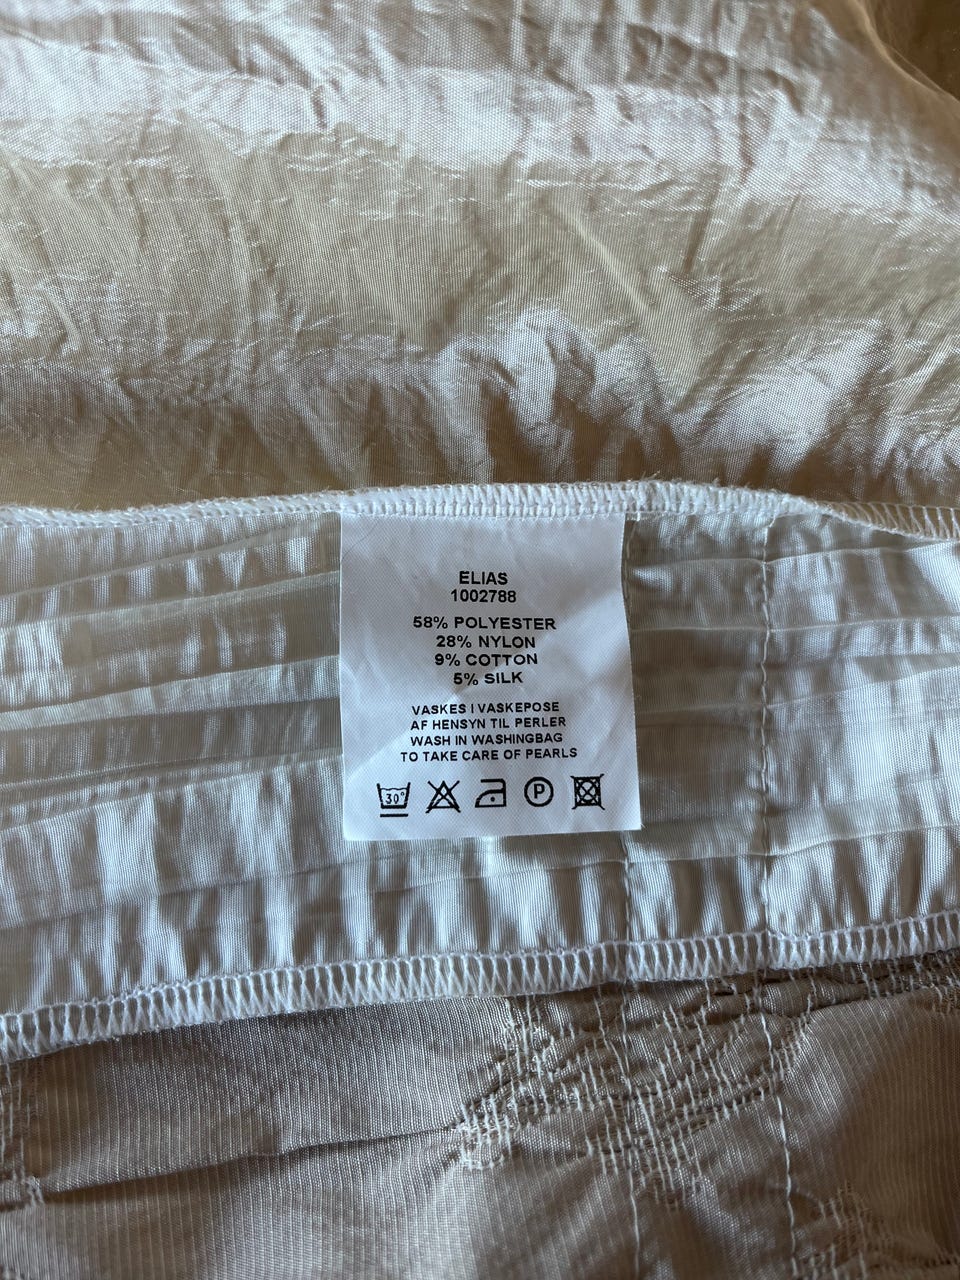 ELIAS
1002788
58% POLYESTER
28% NYLON
9% COTTON
5% SILK
VASKES I VASKEPOSE
AF HENSYN TIL PERLER
WASH IN WASHINGBAG
TO TAKE CARE OF PEARLS
30° P